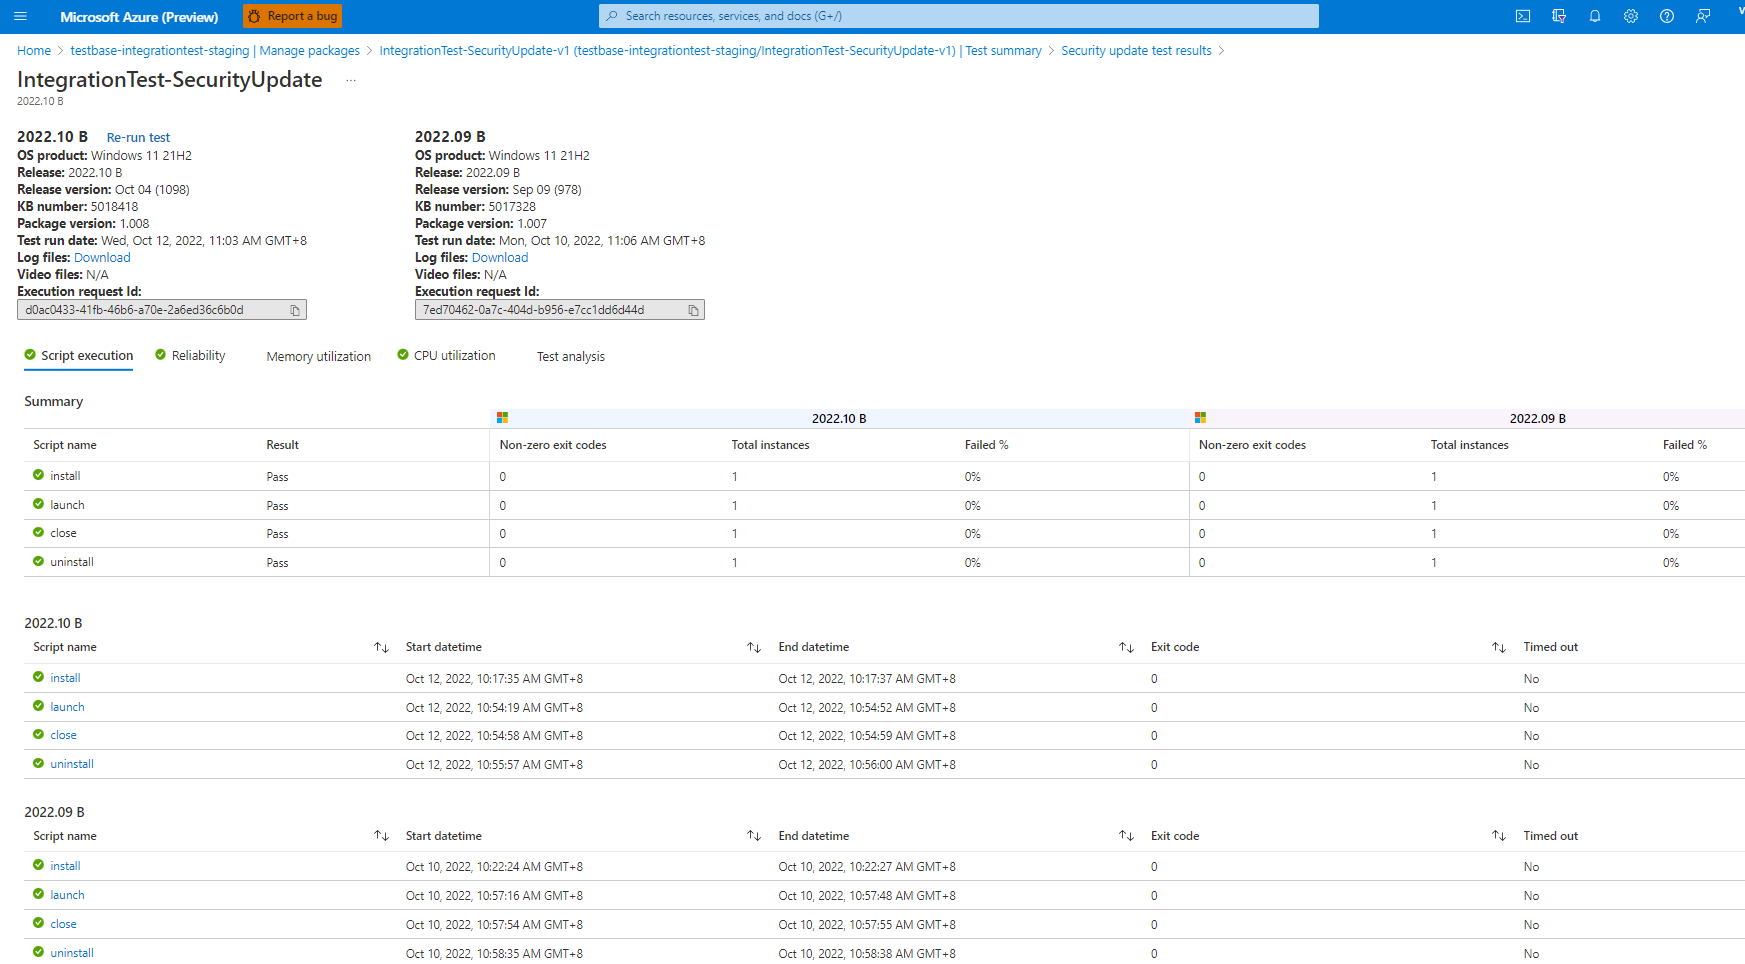 Microsoft Azure (Preview)
Report a bug
Search resources, services, and docs (G+/)
Home > testbase-integrationtest-staging | Manage packages > IntegrationTest-SecurityUpdate-v1 (testbase-integrationtest-staging/IntegrationTest-SecurityUpdate-v1) | Test summary > Security update test results >
IntegrationTest-SecurityUpdate ...
2022.10 B
2022.10 B Re-run test
OS product: Windows 11 21H2
Release: 2022.10 B
Release version: Oct 04 (1098)
KB number: 5018418
Package version: 1.008
Test run date: Wed, Oct 12, 2022, 11:03 AM GMT+8
Log files: Download
Video files: N/A
Execution request Id:
d0ac0433-41fb-46b6-a70e-2a6ed36c6b0d
2022.09 B
OS product: Windows 11 21H2
Release: 2022.09 B
Release version: Sep 09 (978)
KB number: 5017328
Package version: 1.007
Test run date: Mon, Oct 10, 2022, 11:06 AM GMT+8
Log files: Download
Video files: N/A
Execution request Id:
7ed70462-0a7c-404d-b956-e7cc1dd6d44d
Script execution Reliability Memory utilization CPU utilization Test analysis
Summary
2022.10 B 2022.09 B
Script name Result Non-zero exit codes Total instances Failed % Non-zero exit codes Total instances Failed %
install Pass 0 1 0% 0 1 0%
launch Pass 0 1 0% 0 1 0%
close Pass 0 1 0% 0 1 0%
uninstall Pass 0 1 0% 0 1 0%
2022.10 B
Script name Start datetime End datetime Exit code Timed out
install Oct 12, 2022, 10:17:35 AM GMT+8 Oct 12, 2022, 10:17:37 AM GMT+8 0 No
launch Oct 12, 2022, 10:54:19 AM GMT+8 Oct 12, 2022, 10:54:52 AM GMT+8 0 No
close Oct 12, 2022, 10:54:58 AM GMT+8 Oct 12, 2022, 10:54:59 AM GMT+8 0 No
uninstall Oct 12, 2022, 10:55:57 AM GMT+8 Oct 12, 2022, 10:56:00 AM GMT+8 0 No
2022.09 B
Script name Start datetime End datetime Exit code Timed out
install Oct 10, 2022, 10:22:24 AM GMT+8 Oct 10, 2022, 10:22:27 AM GMT+8 0 No
launch Oct 10, 2022, 10:57:16 AM GMT+8 Oct 10, 2022, 10:57:48 AM GMT+8 0 No
close Oct 10, 2022, 10:57:54 AM GMT+8 Oct 10, 2022, 10:57:55 AM GMT+8 0 No
uninstall Oct 10, 2022, 10:58:35 AM GMT+8 Oct 10, 2022, 10:58:38 AM GMT+8 0 No